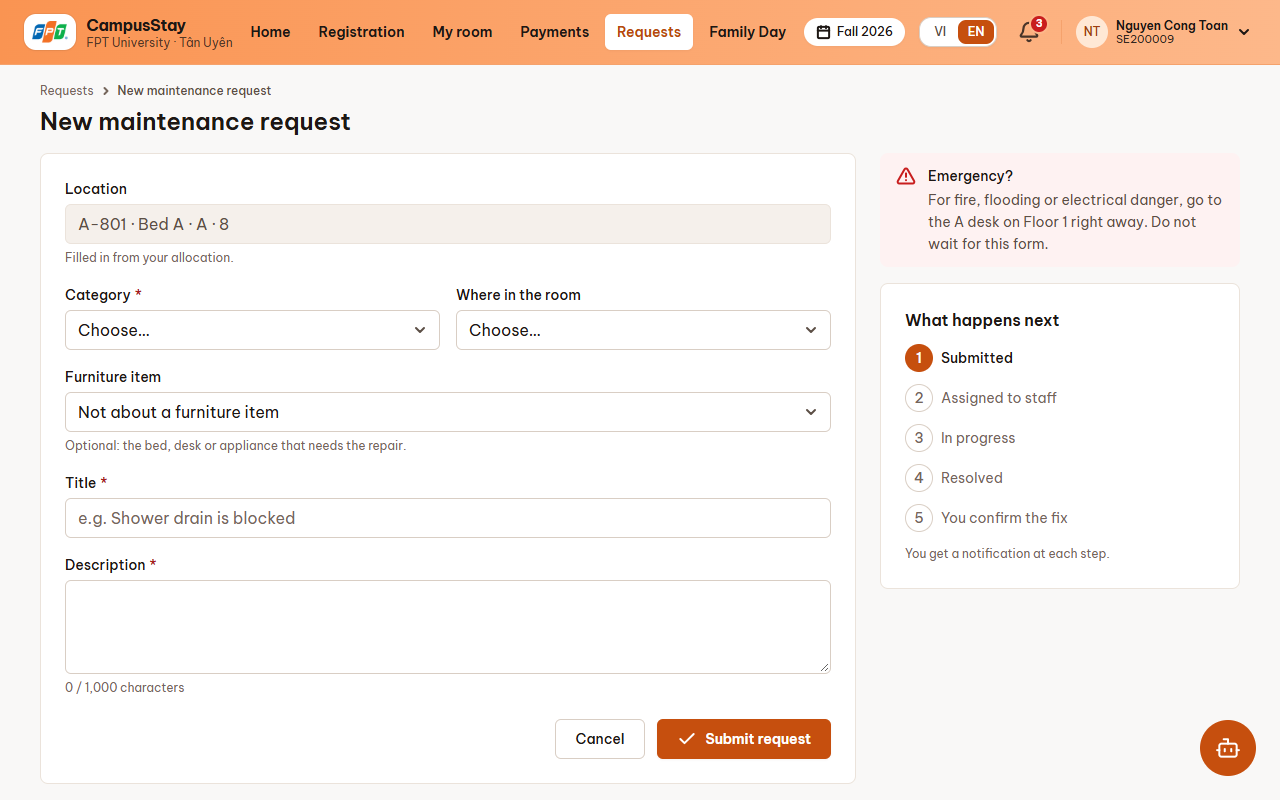 FPT
CampusStay
FPT University · Tân Uyên
Home
Registration
My room
Payments
Requests
Family Day
Fall 2026
VI
EN
3
NT
Nguyen Cong Toan
SE200009
Requests
New maintenance request
New maintenance request
Location
A-801 · Bed A · A · 8
Filled in from your allocation.
Category *
Where in the room
Choose...
Choose...
Furniture item
Not about a furniture item
Optional: the bed, desk or appliance that needs the repair.
Title *
e.g. Shower drain is blocked
Description *
0 / 1,000 characters
Cancel
Submit request
Emergency?
For fire, flooding or electrical danger, go to
the A desk on Floor 1 right away. Do not
wait for this form.
What happens next
1 Submitted
2 Assigned to staff
3 In progress
4 Resolved
5 You confirm the fix
You get a notification at each step.